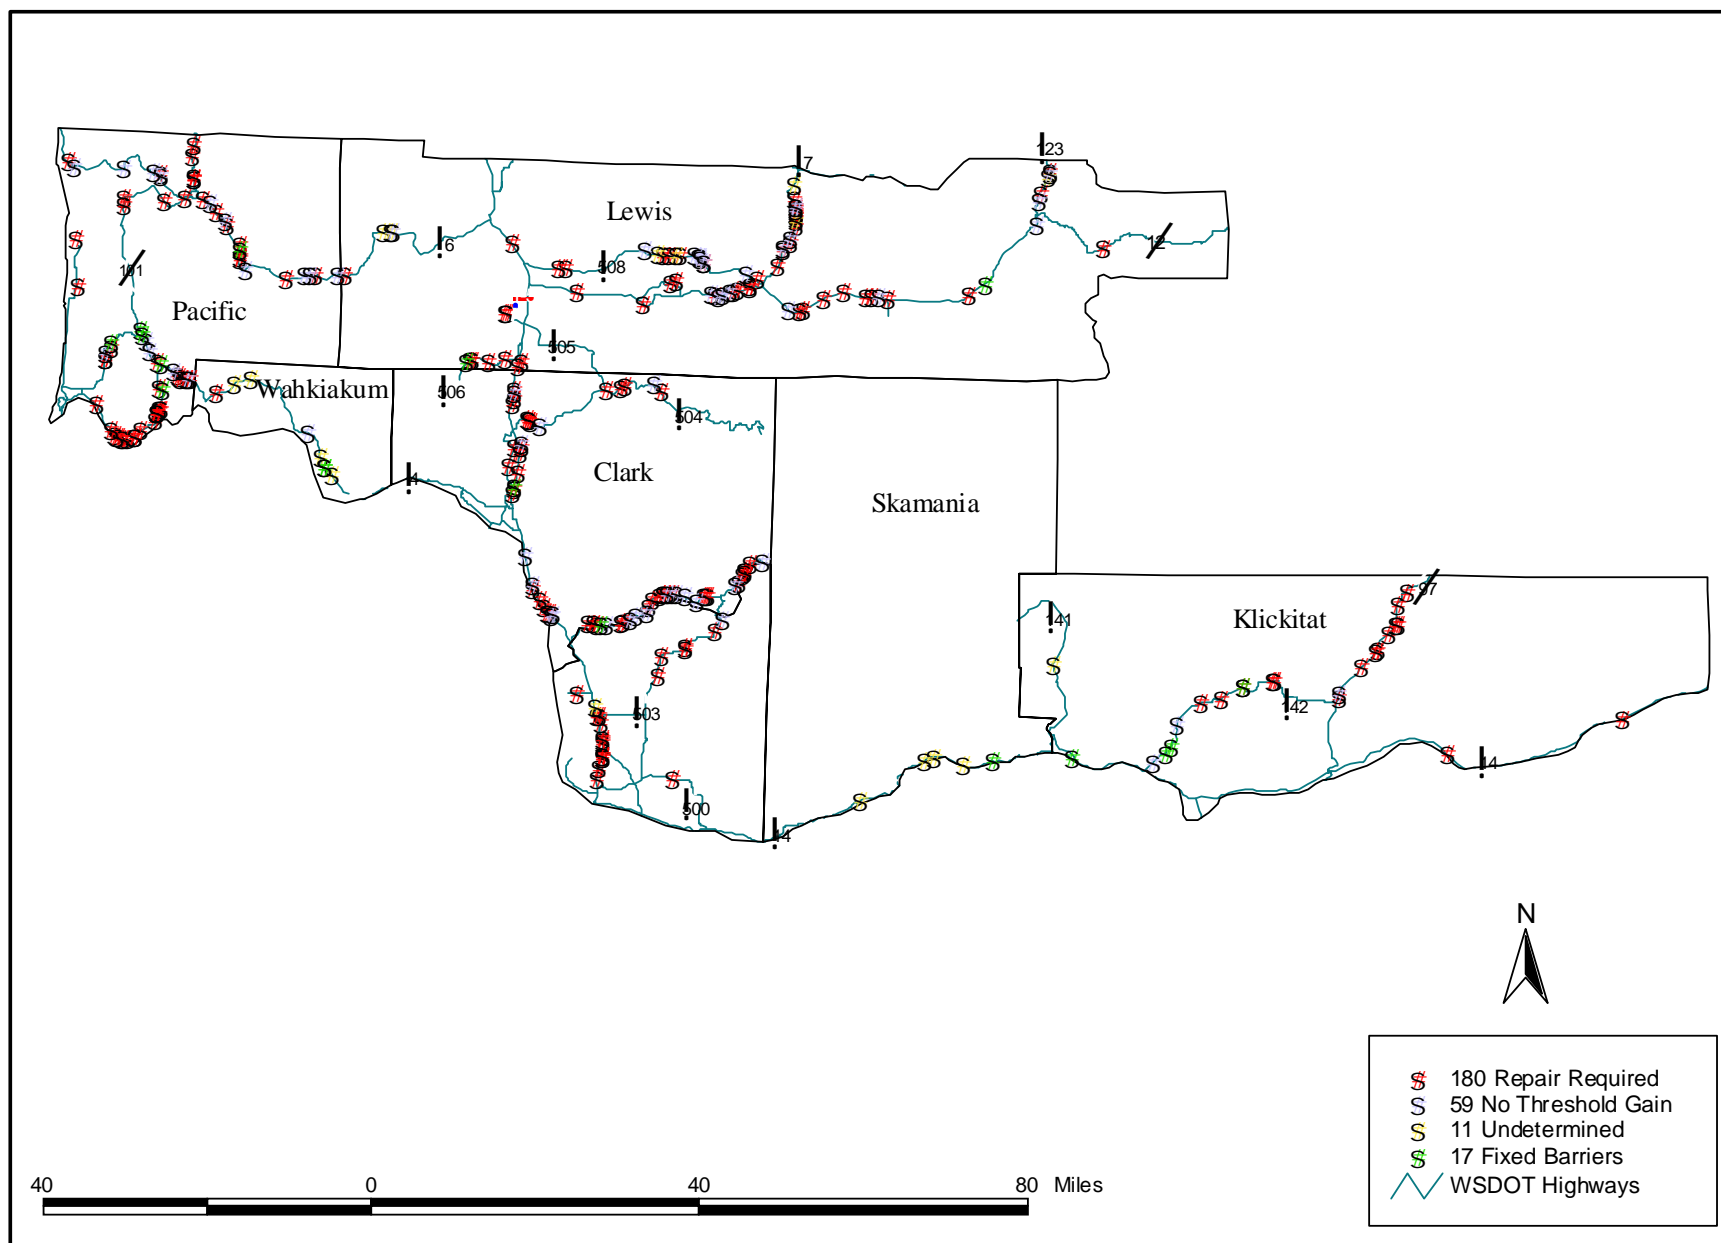 123
7
Lewis
6
12
508
101
Pacific
505
Wahkiakum
506
504
Clark
4
Skamania
97
141
Klickitat
142
503
14
500
14
N
180 Repair Required
59 No Threshold Gain
11 Undetermined
17 Fixed Barriers
WSDOT Highways
40 0 40 80 Miles